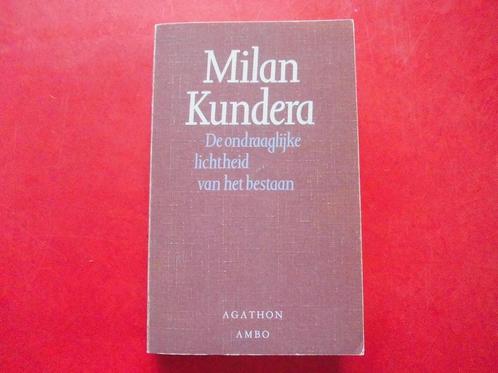 Milan
Kundera
De ondraaglijke
lichtheid
van het bestaan
AGATHON
AMBO